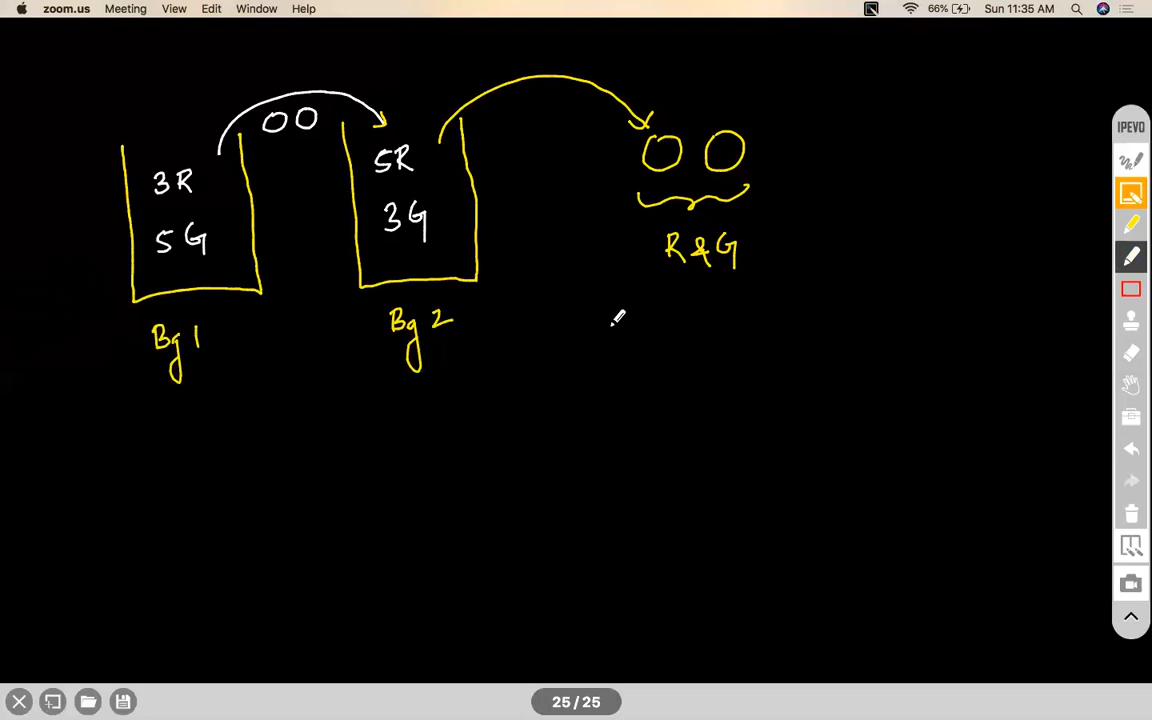 zoom.us Meeting View Edit Window Help 66% Sun 11:35 AM
IPEVO
3R
5G
Bg 1
5R
3G
Bg 2
R & G
25 / 25